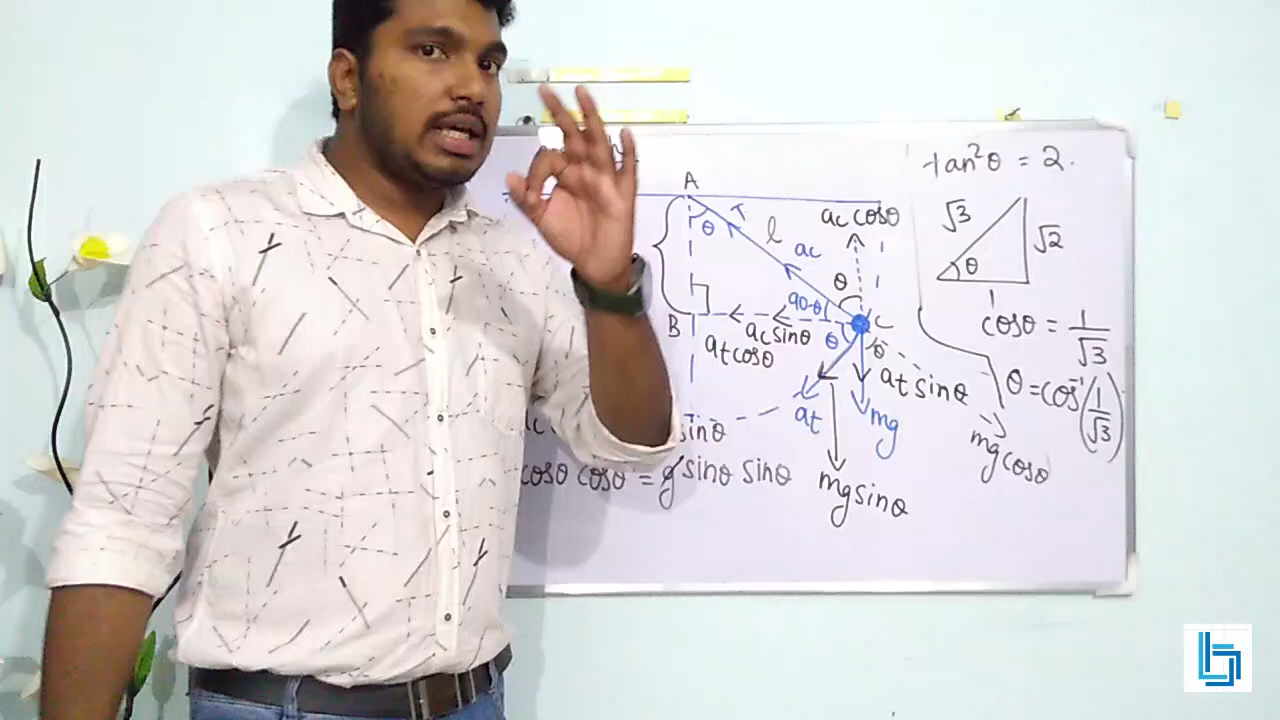 tan²θ = 2.
A
θ
l
ac
ac cosθ
θ
√3
√2
θ
1
B
90-θ
C
ac sinθ
at cosθ
θ
θ
at sinθ
at
mg
mg cosθ
mg sinθ
cosθ = 1/√3
θ = cos⁻¹(1/√3)
sinθ
cosθ cosθ = g sinθ sinθ